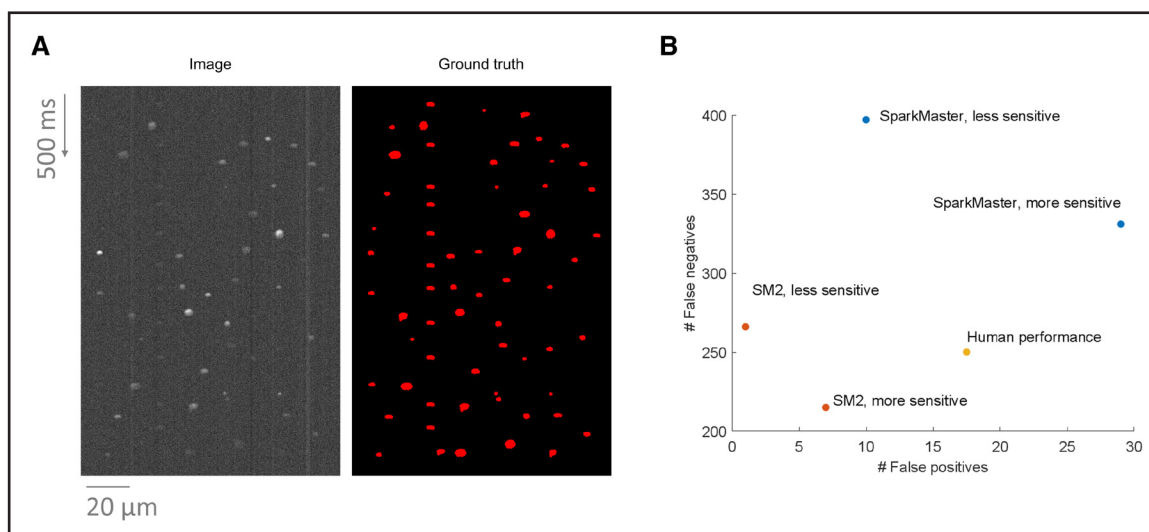 A
Image
Ground truth
500 ms
20 µm
B
400
350
300
250
200
# False negatives
SparkMaster, less sensitive
SparkMaster, more sensitive
SM2, less sensitive
Human performance
SM2, more sensitive
0 5 10 15 20 25 30
# False positives